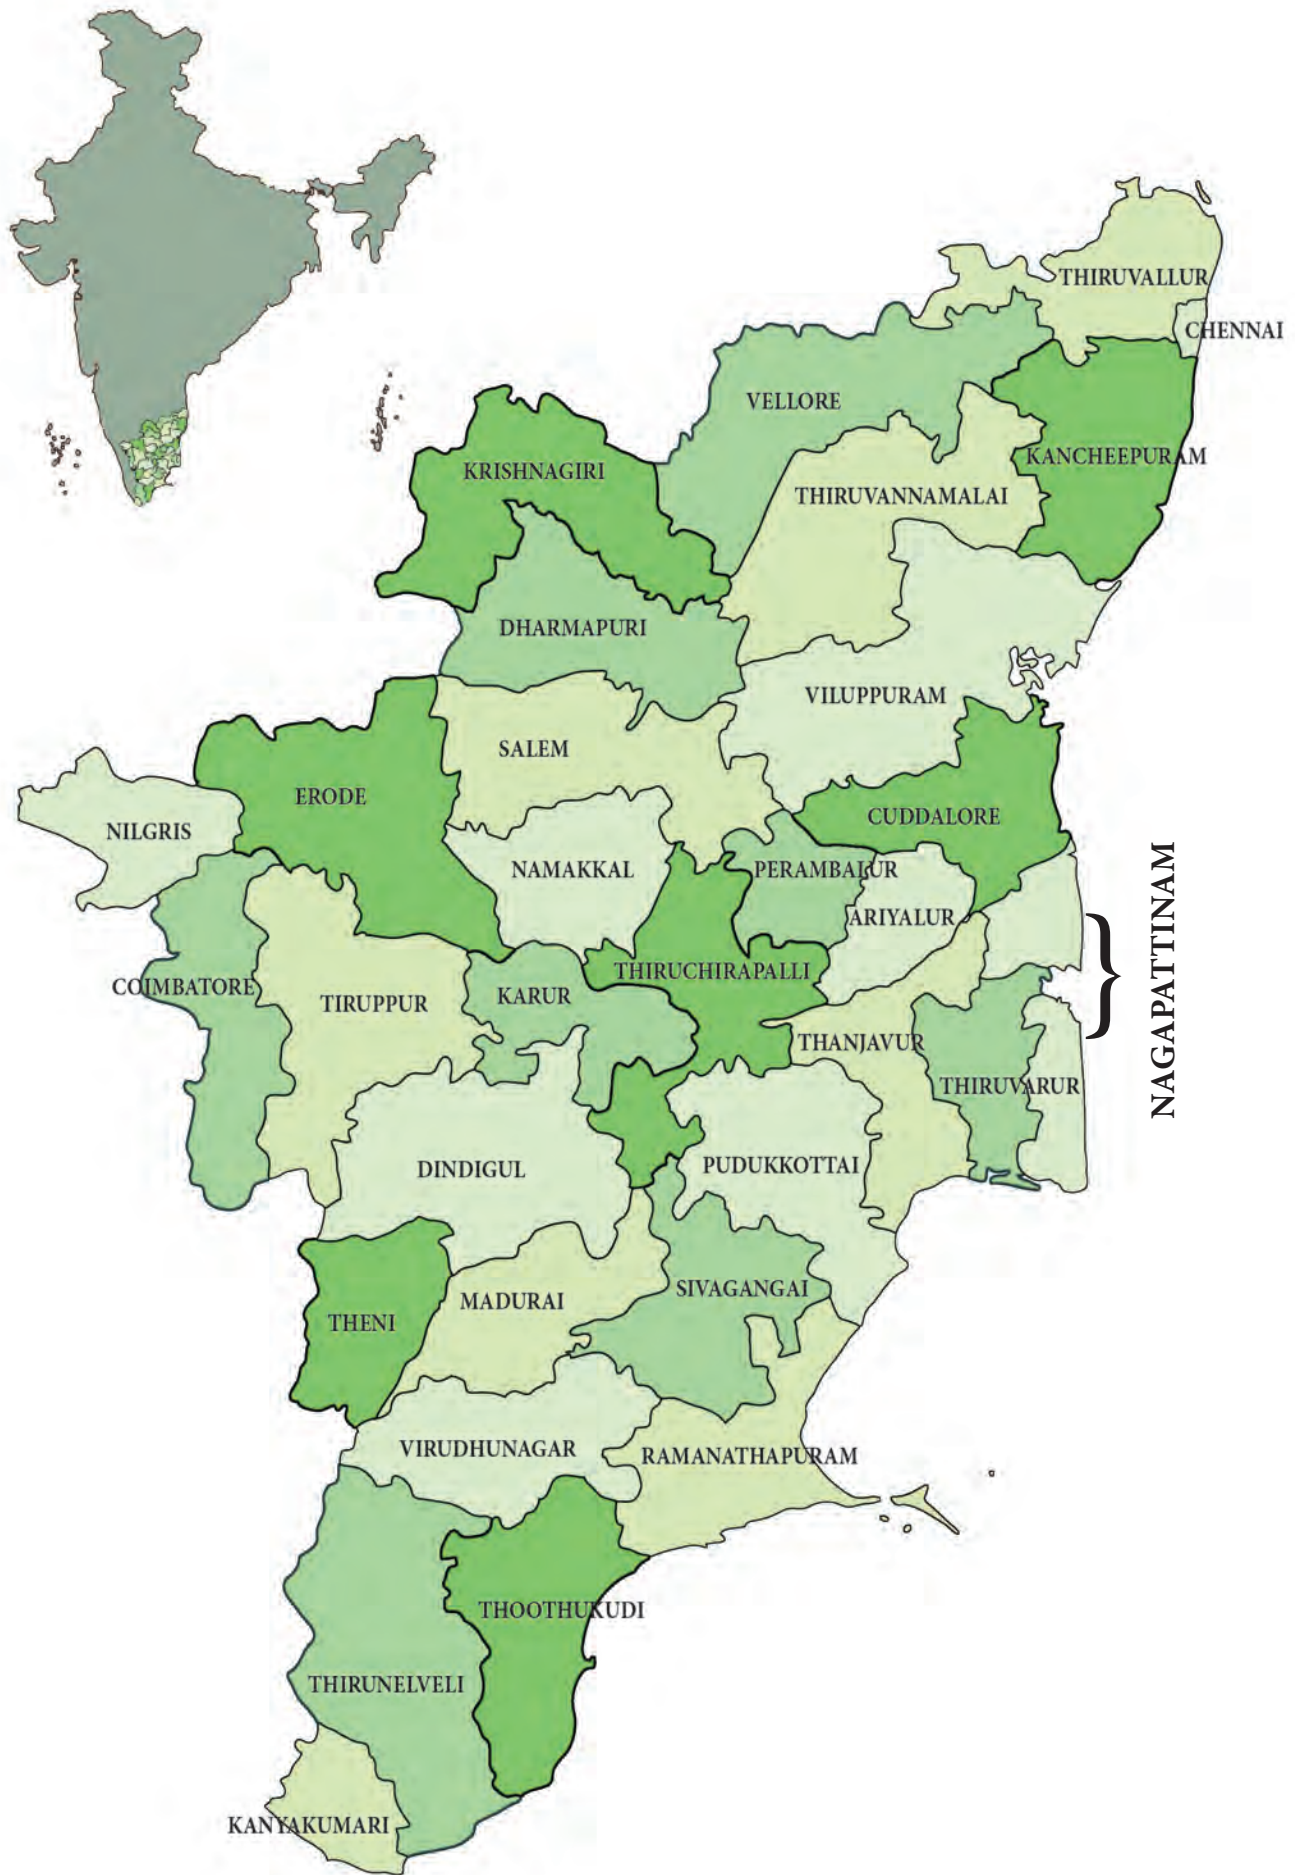 THIRUVALLUR
CHENNAI
VELLORE
KANCHEEPURAM
KRISHNAGIRI
THIRUVANNAMALAI
DHARMAPURI
VILUPPURAM
SALEM
ERODE
CUDDALORE
NILGRIS
NAMAKKAL
PERAMBALUR
ARIYALUR
NAGAPATTINAM
THIRUCHIRAPALLI
COIMBATORE
TIRUPPUR
KARUR
THANJAVUR
THIRUVARUR
DINDIGUL
PUDUKKOTTAI
SIVAGANGAI
MADURAI
THENI
VIRUDHUNAGAR
RAMANATHAPURAM
THOOTHUKUDI
THIRUNELVELI
KANYAKUMARI